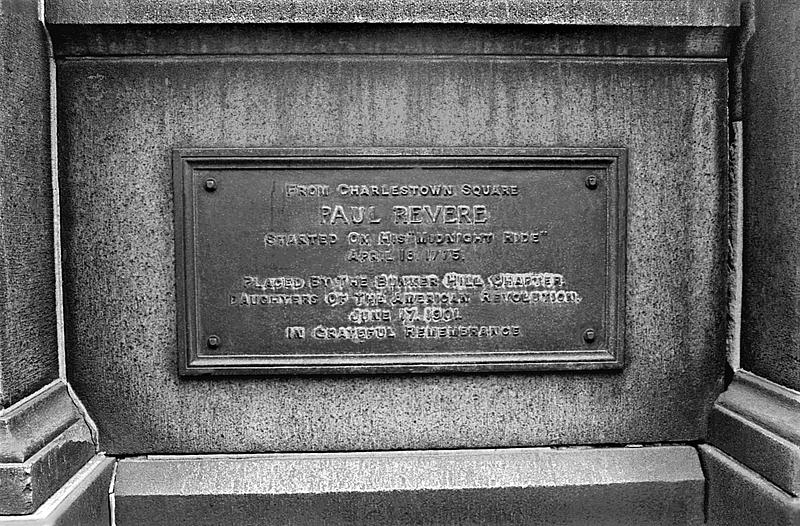 FROM CHARLESTOWN SQUARE
PAUL REVERE
STARTED ON HIS "MIDNIGHT RIDE"
APRIL 18, 1775.
PLACED BY THE BUNKER HILL CHAPTER
DAUGHTERS OF THE AMERICAN REVOLUTION,
JUNE 17, 1901.
IN GRATEFUL REMEMBRANCE